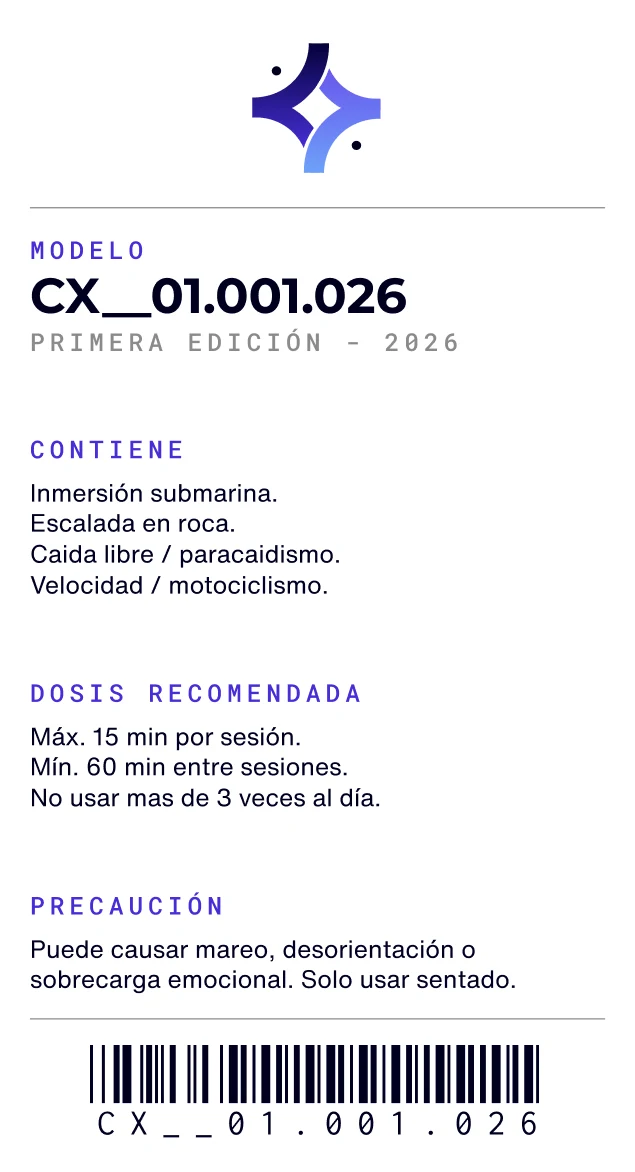 MODELO
CX__01.001.026
PRIMERA EDICIÓN - 2026
CONTIENE
Inmersión submarina.
Escalada en roca.
Caida libre / paracaidismo.
Velocidad / motociclismo.
DOSIS RECOMENDADA
Máx. 15 min por sesión.
Mín. 60 min entre sesiones.
No usar mas de 3 veces al día.
PRECAUCIÓN
Puede causar mareo, desorientación o
sobrecarga emocional. Solo usar sentado.
CX__01.001.026